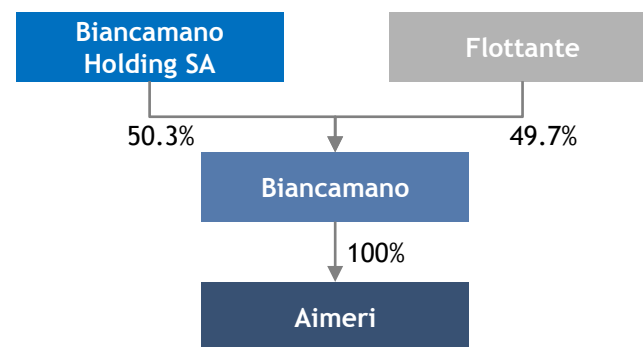 Biancamano
Holding SA
Flottante
50.3%
49.7%
Biancamano
100%
Aimeri